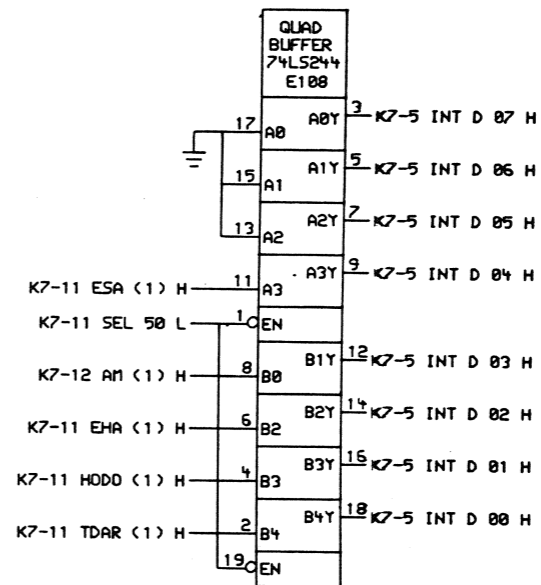 QUAD
BUFFER
74LS244
E108
17 A0 A0Y 3 K7-5 INT D 07 H
15 A1 A1Y 5 K7-5 INT D 06 H
13 A2 A2Y 7 K7-5 INT D 05 H
K7-11 ESA (1) H 11 A3 A3Y 9 K7-5 INT D 04 H
K7-11 SEL 50 L 1 EN
K7-12 AM (1) H 8 B0 B1Y 12 K7-5 INT D 03 H
K7-11 EHA (1) H 6 B2 B2Y 14 K7-5 INT D 02 H
K7-11 HODO (1) H 4 B3 B3Y 16 K7-5 INT D 01 H
K7-11 TDAR (1) H 2 B4 B4Y 18 K7-5 INT D 00 H
19 EN